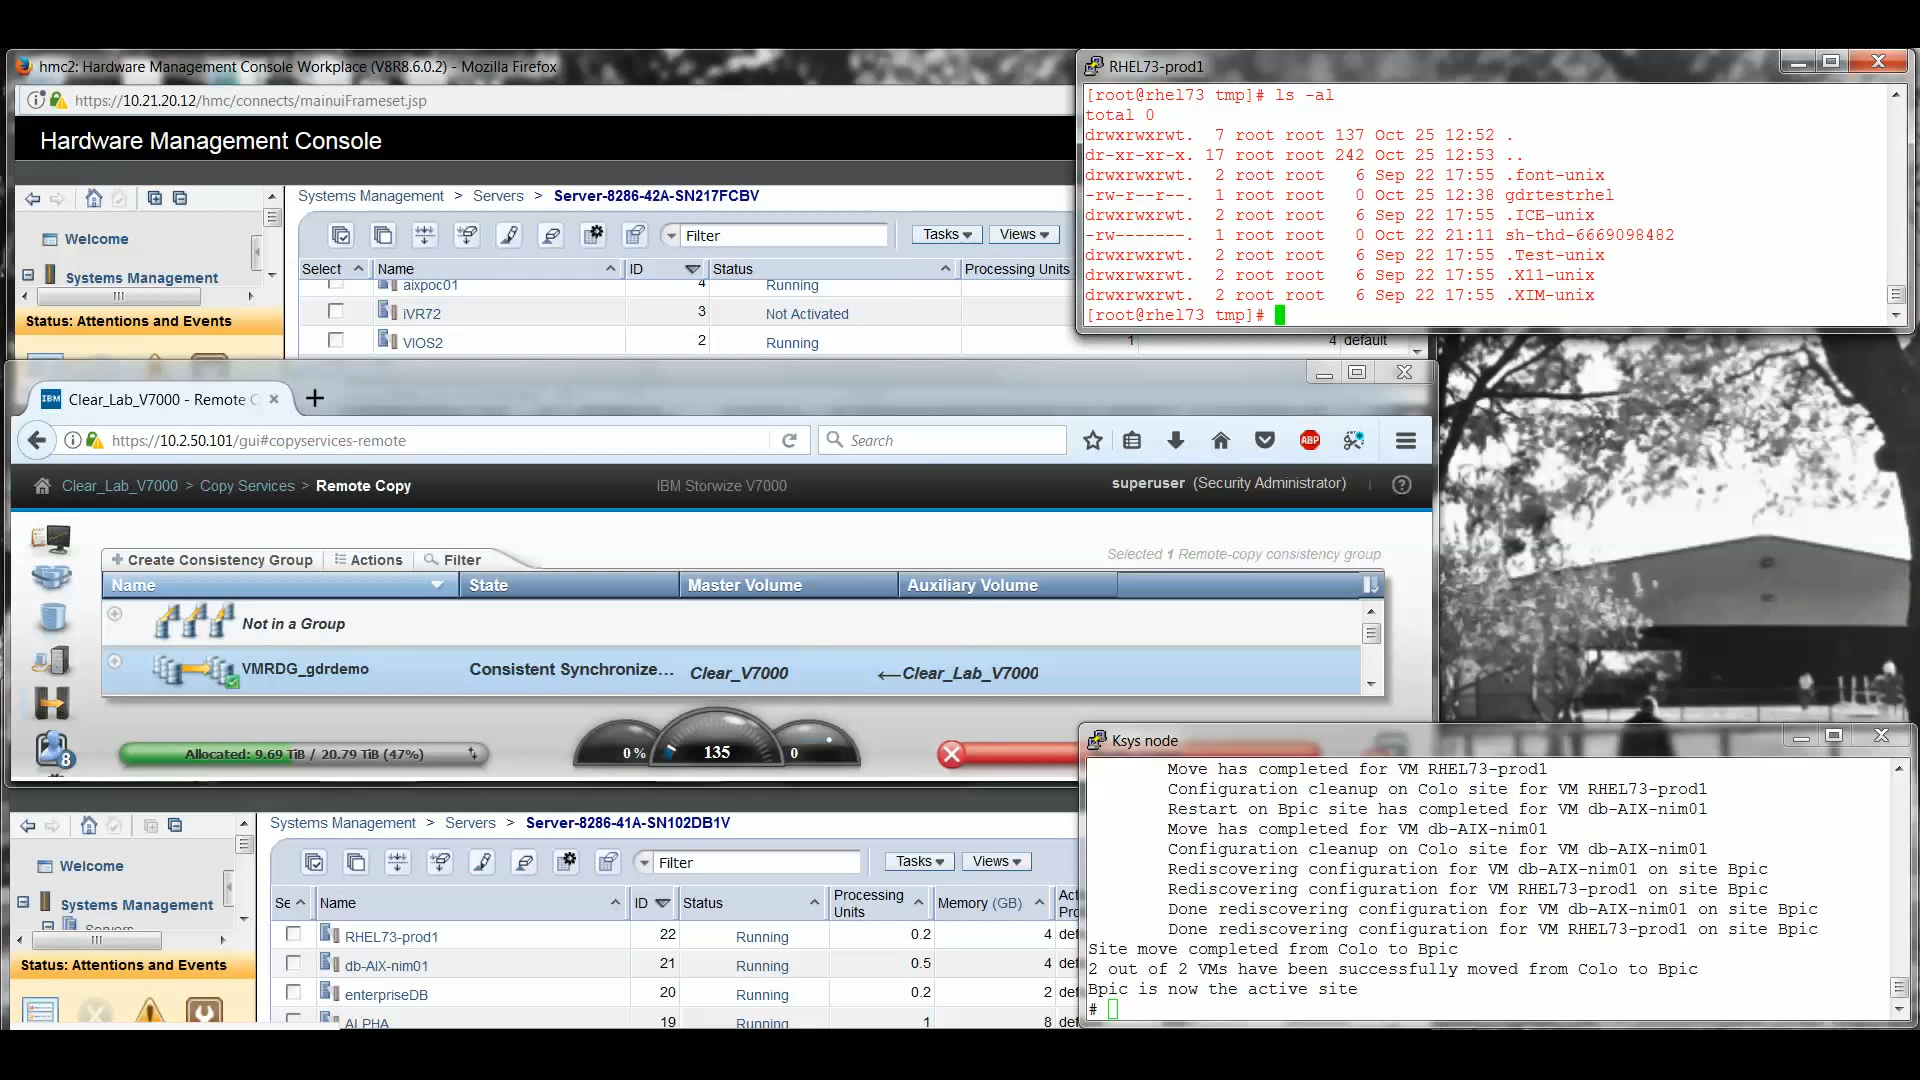 hmc2: Hardware Management Console Workplace (V8R8.6.0.2) - Mozilla Firefox
https://10.21.20.12/hmc/connects/mainuiFrameset.jsp
Hardware Management Console
Systems Management > Servers > Server-8286-42A-SN217FCBV
Welcome
Systems Management
Status: Attentions and Events
Filter
Tasks
Views
Select Name ID Status Processing Units
aixpoc01 4 Running
iVR72 3 Not Activated
VIOS2 2 Running 1 4 default
RHEL73-prod1
[root@rhel73 tmp]# ls -al
total 0
drwxrwxrwt. 7 root root 137 Oct 25 12:52 .
dr-xr-xr-x. 17 root root 242 Oct 25 12:53 ..
drwxrwxrwt. 2 root root 6 Sep 22 17:55 .font-unix
-rw-r--r--. 1 root root 0 Oct 25 12:38 gdrtestrhel
drwxrwxrwt. 2 root root 6 Sep 22 17:55 .ICE-unix
-rw-------. 1 root root 0 Oct 22 21:11 sh-thd-6669098482
drwxrwxrwt. 2 root root 6 Sep 22 17:55 .Test-unix
drwxrwxrwt. 2 root root 6 Sep 22 17:55 .X11-unix
drwxrwxrwt. 2 root root 6 Sep 22 17:55 .XIM-unix
[root@rhel73 tmp]#
IBM Clear_Lab_V7000 - Remote C
https://10.2.50.101/gui#copyservices-remote
Search
ABP
Clear_Lab_V7000 > Copy Services > Remote Copy
IBM Storwize V7000
superuser (Security Administrator)
Create Consistency Group Actions Filter
Selected 1 Remote-copy consistency group
Name State Master Volume Auxiliary Volume
Not in a Group
VMRDG_gdrdemo Consistent Synchronize... Clear_V7000 ←Clear_Lab_V7000
8
Allocated: 9.69 TiB / 20.79 TiB (47%)
0% 135 0
Systems Management > Servers > Server-8286-41A-SN102DB1V
Welcome
Systems Management
Servers
Status: Attentions and Events
Filter
Tasks
Views
Se Name ID Status Processing Units Memory (GB)
RHEL73-prod1 22 Running 0.2 4
db-AIX-nim01 21 Running 0.5 4
enterpriseDB 20 Running 0.2 2
ALPHA 19 Running 1 8
Ksys node
Move has completed for VM RHEL73-prod1
Configuration cleanup on Colo site for VM RHEL73-prod1
Restart on Bpic site has completed for VM db-AIX-nim01
Move has completed for VM db-AIX-nim01
Configuration cleanup on Colo site for VM db-AIX-nim01
Rediscovering configuration for VM db-AIX-nim01 on site Bpic
Rediscovering configuration for VM RHEL73-prod1 on site Bpic
Done rediscovering configuration for VM db-AIX-nim01 on site Bpic
Done rediscovering configuration for VM RHEL73-prod1 on site Bpic
Site move completed from Colo to Bpic
2 out of 2 VMs have been successfully moved from Colo to Bpic
Bpic is now the active site
#